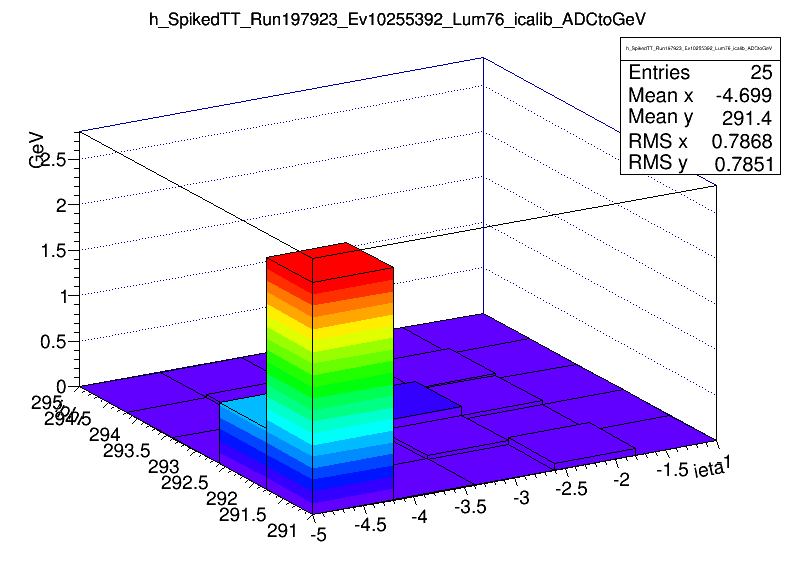 h_SpikedTT_Run197923_Ev10255392_Lum76_icalib_ADCtoGeV
h_SpikedTT_Run197923_Ev10255392_Lum76_icalib_ADCtoGeV
Entries 25
Mean x -4.699
Mean y 291.4
RMS x 0.7868
RMS y 0.7851
GeV
2.5
2
1.5
1
0.5
0
295
294.5
294
293.5
293
292.5
292
291.5
291
-5
-4.5
-4
-3.5
-3
-2.5
-2
-1.5
-1
ieta